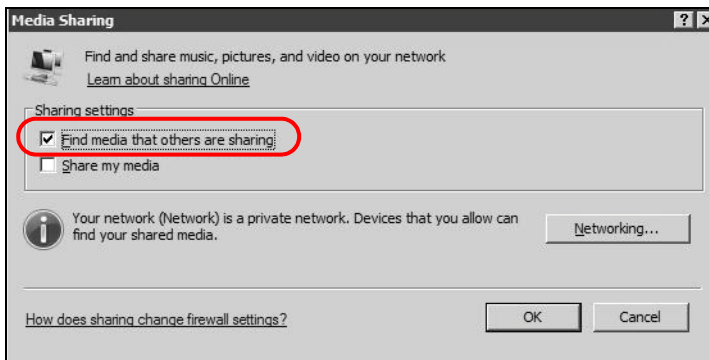 Media Sharing
Find and share music, pictures, and video on your network
Learn about sharing Online
Sharing settings
Find media that others are sharing
Share my media
Your network (Network) is a private network. Devices that you allow can
find your shared media.
Networking...
How does sharing change firewall settings?
OK
Cancel